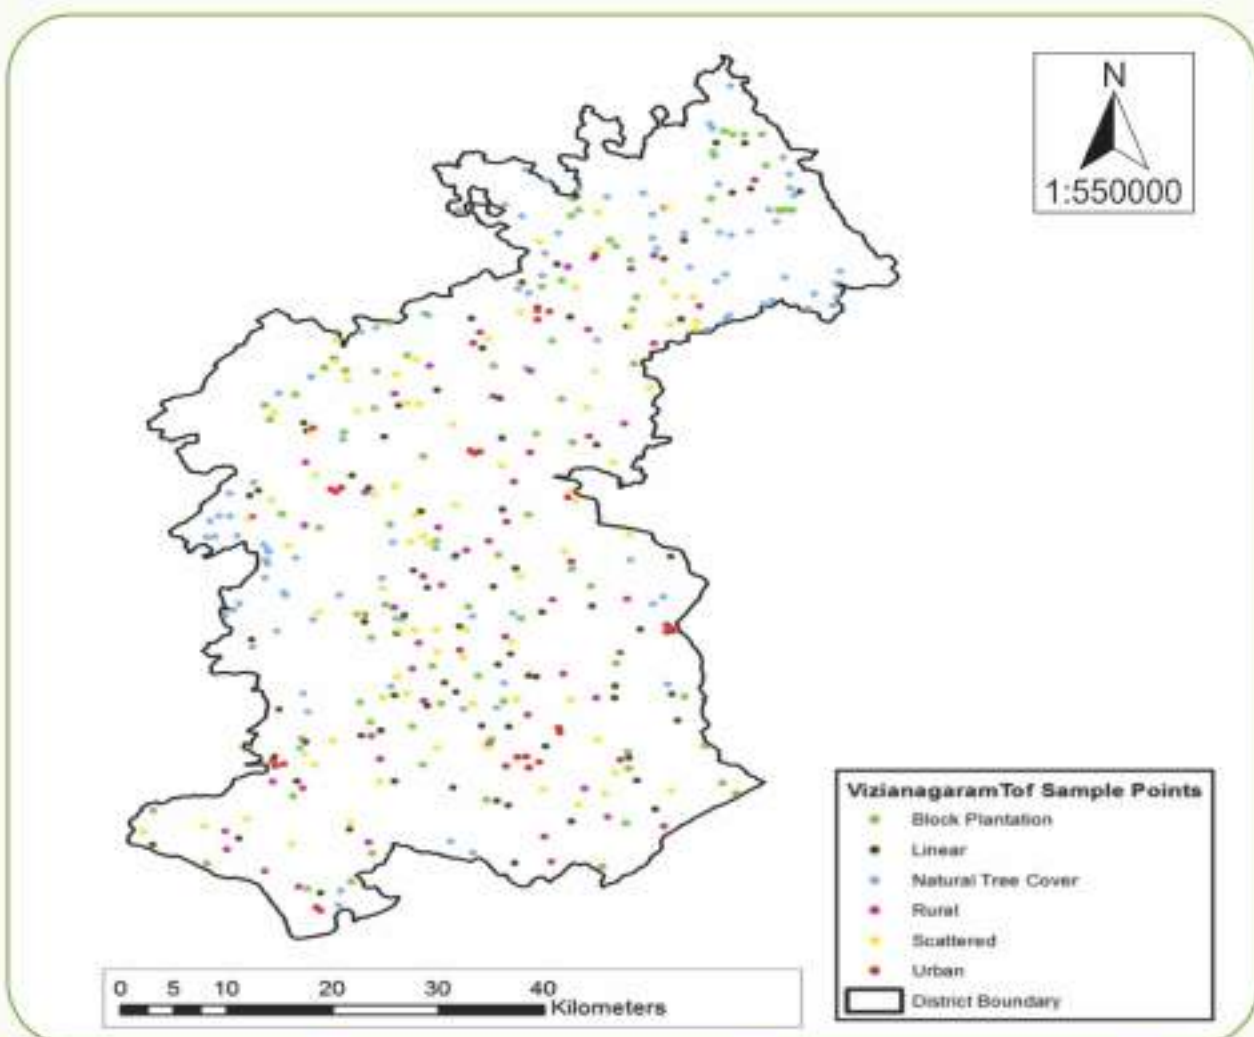 N
1:550000
VizianagaramTof Sample Points
Block Plantation
Linear
Natural Tree Cover
Rural
Scattered
Urban
District Boundary
0 5 10 20 30 40
Kilometers